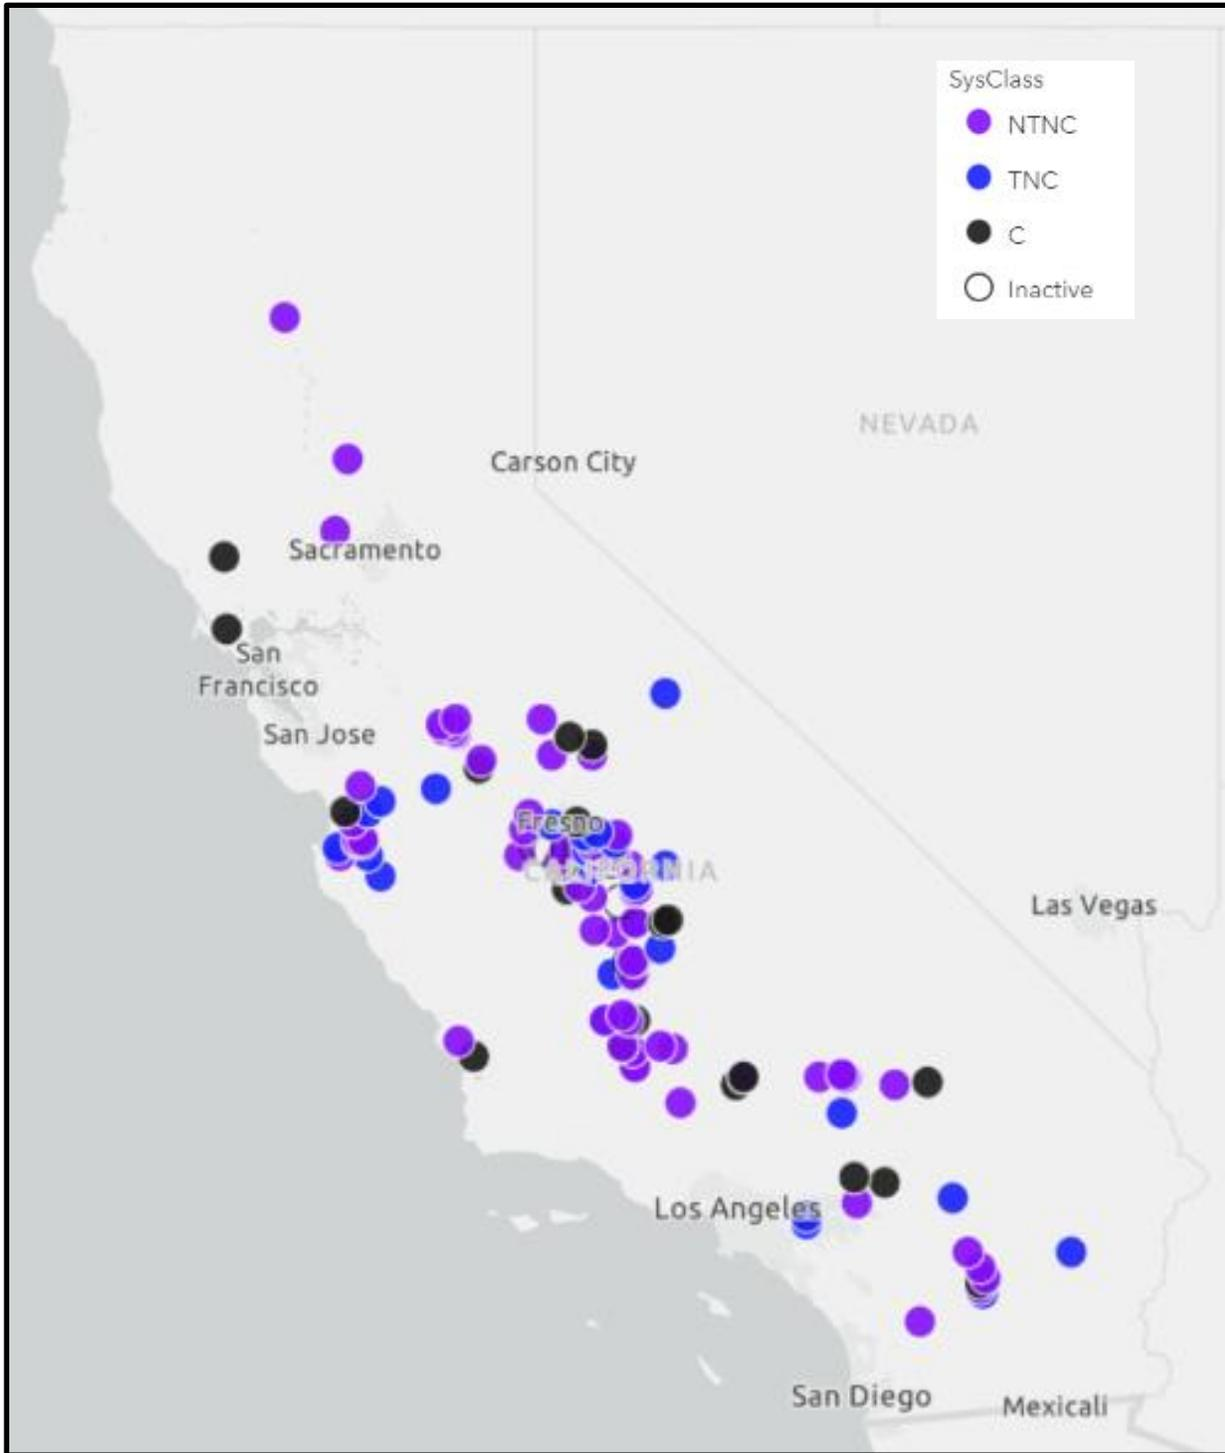 SysClass
NTNC
TNC
C
Inactive
NEVADA
Carson City
Sacramento
San
Francisco
San Jose
Fresno
CALIFORNIA
Las Vegas
Los Angeles
San Diego
Mexicali